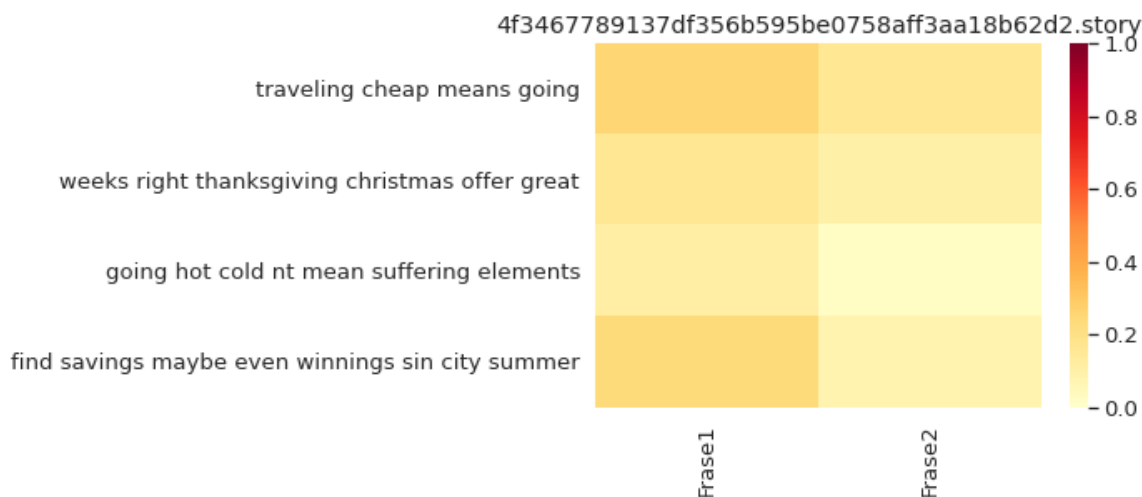 4f3467789137df356b595be0758aff3aa18b62d2.story
traveling cheap means going
weeks right thanksgiving christmas offer great
going hot cold nt mean suffering elements
find savings maybe even winnings sin city summer
1.0
0.8
0.6
0.4
0.2
0.0
Frase1
Frase2